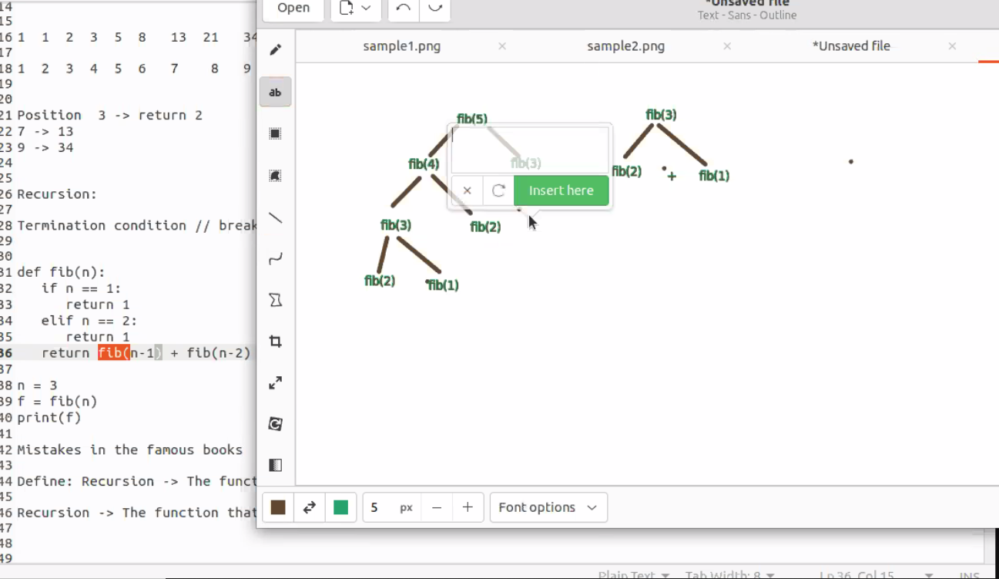 14
15
16 1 1 2 3 5 8 13 21 34
17
18 1 2 3 4 5 6 7 8 9
19
20
21 Position 3 -> return 2
22 7 -> 13
23 9 -> 34
24
25
26 Recursion:
27
28 Termination condition // break
29
30
31 def fib(n):
32 if n == 1:
33 return 1
34 elif n == 2:
35 return 1
36 return fib(n-1) + fib(n-2)
37
38 n = 3
39 f = fib(n)
40 print(f)
41
42 Mistakes in the famous books
43
44 Define: Recursion -> The funct
45
46 Recursion -> The function that
47
48
49
Open
*Unsaved file
Text - Sans - Outline
sample1.png
sample2.png
*Unsaved file
ab
fib(5)
fib(3)
fib(4)
fib(3)
fib(2)
+
fib(1)
Insert here
fib(3)
fib(2)
fib(2)
fib(1)
5 px
Font options
Plain Text
Tab Width: 8
Ln 36, Col 15
INS